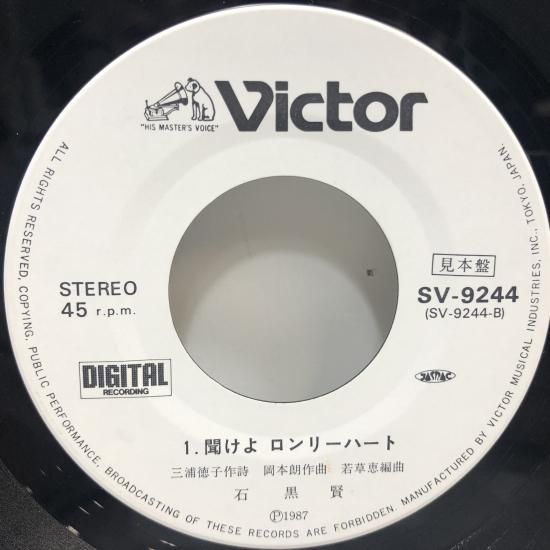 Victor
"HIS MASTER'S VOICE"
見本盤
STEREO
45 r.p.m.
SV-9244
(SV-9244-B)
DIGITAL
RECORDING
JASRAC
1. 聞けよ ロンリーハート
三浦徳子作詩 岡本朗作曲 若草恵編曲
石黒賢
Ⓟ1987
ALL RIGHTS RESERVED, COPYING, PUBLIC PERFORMANCE, BROADCASTING OF THESE RECORDS ARE FORBIDDEN. MANUFACTURED BY VICTOR MUSICAL INDUSTRIES, INC., TOKYO, JAPAN.